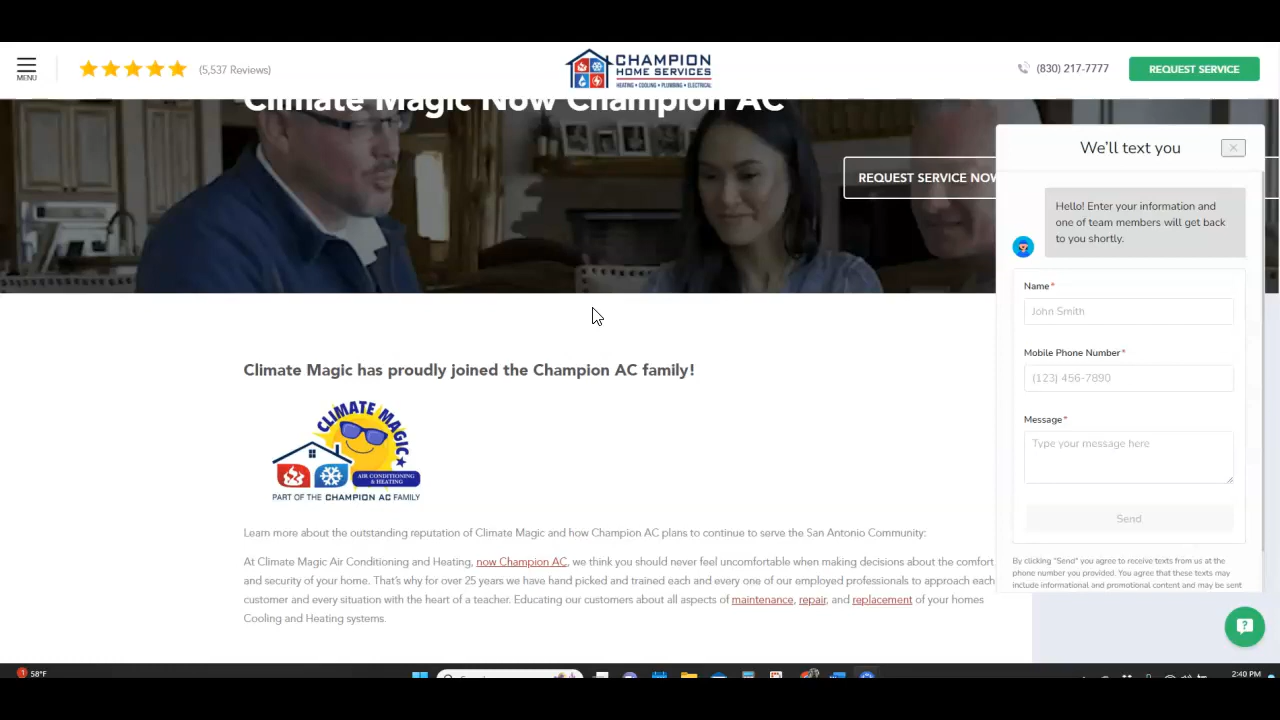 MENU
(5,537 Reviews)
CHAMPION
HOME SERVICES
HEATING • COOLING • PLUMBING • ELECTRICAL
(830) 217-7777
REQUEST SERVICE
Climate Magic Now Champion AC
REQUEST SERVICE NOW
We'll text you
Hello! Enter your information and
one of team members will get back
to you shortly.
Name*
John Smith
Mobile Phone Number*
(123) 456-7890
Message*
Type your message here
Send
By clicking "Send" you agree to receive texts from us at the
phone number you provided. You agree that these texts may
include informational and promotional content and may be sent
Climate Magic has proudly joined the Champion AC family!
CLIMATE MAGIC
AIR CONDITIONING
& HEATING
PART OF THE CHAMPION AC FAMILY
Learn more about the outstanding reputation of Climate Magic and how Champion AC plans to continue to serve the San Antonio Community:
At Climate Magic Air Conditioning and Heating, now Champion AC, we think you should never feel uncomfortable when making decisions about the comfort
and security of your home. That's why for over 25 years we have hand picked and trained each and every one of our employed professionals to approach each
customer and every situation with the heart of a teacher. Educating our customers about all aspects of maintenance, repair, and replacement of your homes
Cooling and Heating systems.
1
58°F
2:40 PM